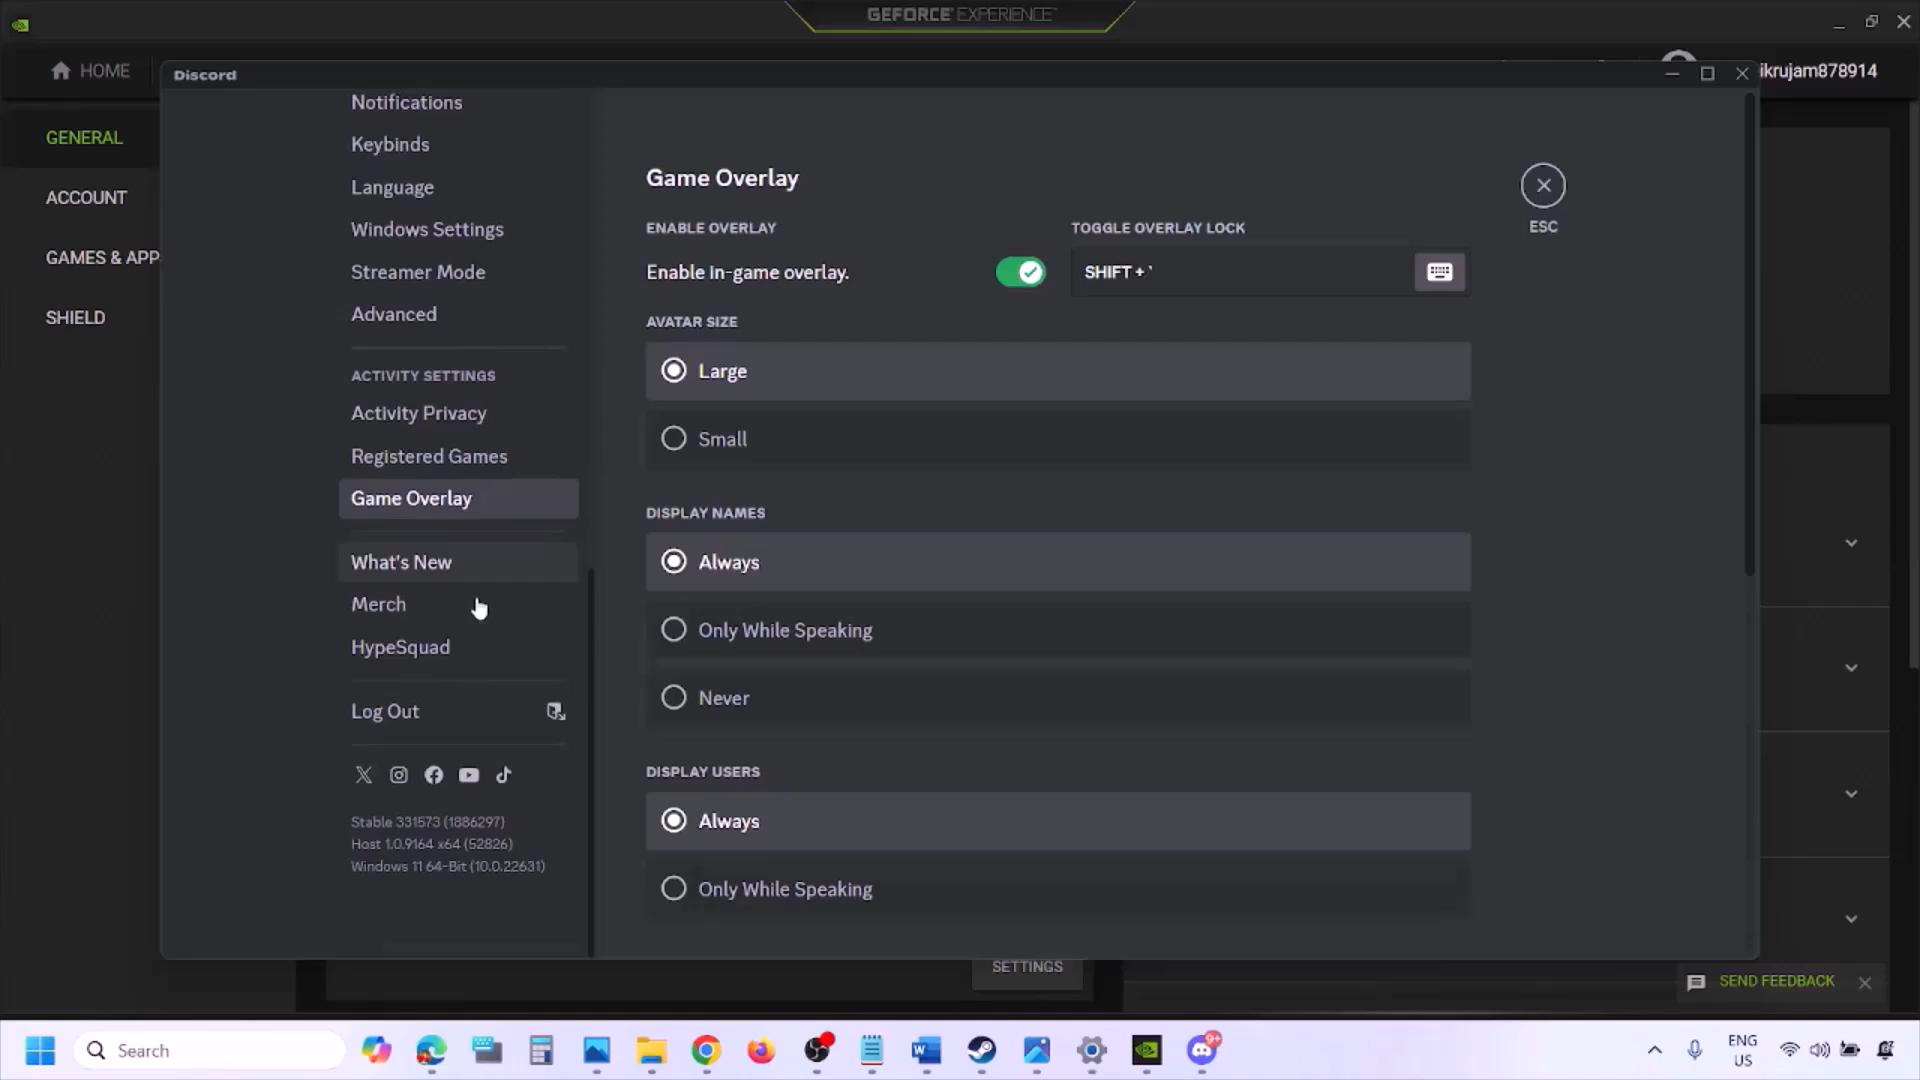 GEFORCE EXPERIENCE
HOME
ikrujam878914
GENERAL
ACCOUNT
GAMES & APP
SHIELD
Discord
Notifications
Keybinds
Language
Windows Settings
Streamer Mode
Advanced
ACTIVITY SETTINGS
Activity Privacy
Registered Games
Game Overlay
What's New
Merch
HypeSquad
Log Out
Stable 331573 (1886297)
Host 1.0.9164 x64 (52826)
Windows 11 64-Bit (10.0.22631)
Game Overlay
ENABLE OVERLAY
Enable in-game overlay.
TOGGLE OVERLAY LOCK
SHIFT + `
ESC
AVATAR SIZE
Large
Small
DISPLAY NAMES
Always
Only While Speaking
Never
DISPLAY USERS
Always
Only While Speaking
SETTINGS
SEND FEEDBACK
Search
9+
ENG
US